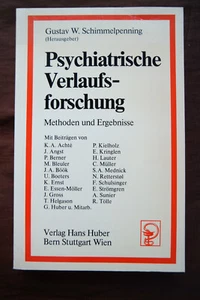 Gustav W. Schimmelpenning
(Herausgeber)
Psychiatrische
Verlaufs-
forschung
Methoden und Ergebnisse
Mit Beiträgen von
K. A. Achté
J. Angst
P. Berner
M. Bleuler
J. A. Böök
U. Booters
K. Ernst
E. Essen-Möller
J. Gross
T. Helgason
G. Huber u. Mitarb.
P. Kielholz
E. Kringlen
H. Lauter
C. Müller
S.A. Mednick
N. Retterstøl
F. Schulsinger
E. Strömgren
A. Sunier
R. Tölle
Verlag Hans Huber
Bern Stuttgart Wien